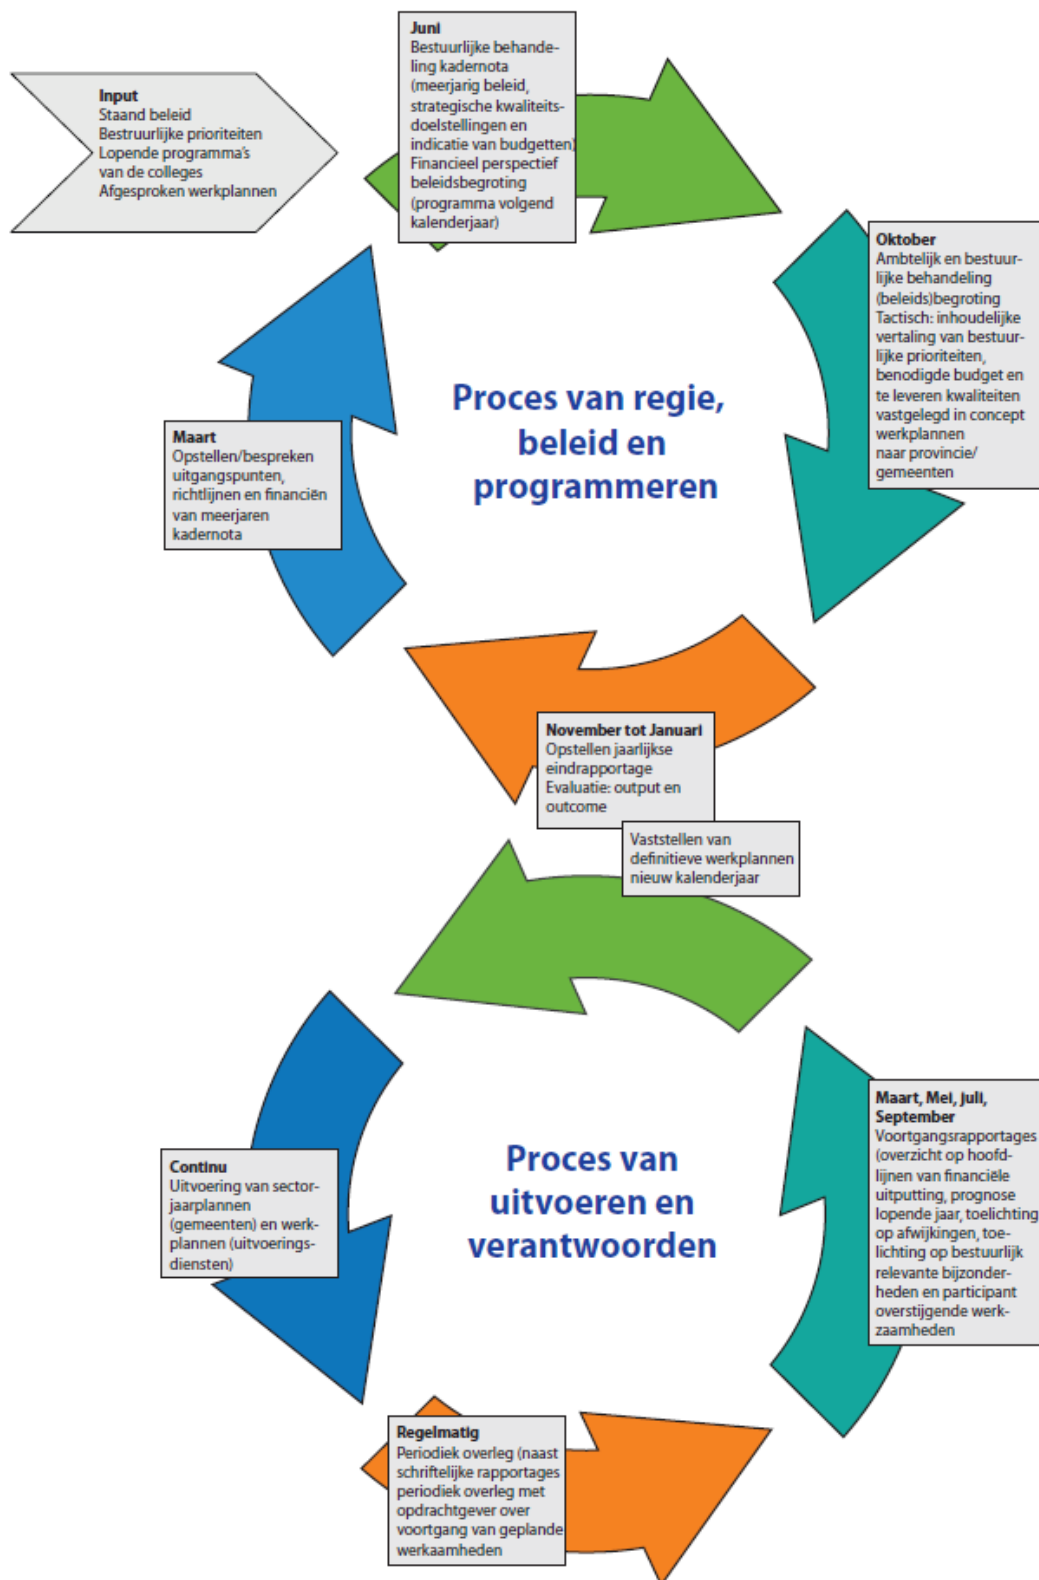 Input
Staand beleid
Bestruurlijke prioriteiten
Lopende programma's
van de colleges
Afgesproken werkplannen
Juni
Bestuurlijke behande-
ling kadernota
(meerjarig beleid,
strategische kwaliteits-
doelstellingen en
indicatie van budgetten)
Financieel perspectief
beleidsbegroting
(programma volgend
kalenderjaar)
Oktober
Ambtelijk en bestuur-
lijke behandeling
(beleids)begroting
Tactisch: inhoudelijke
vertaling van bestuur-
lijke prioriteiten,
benodigde budget en
te leveren kwaliteiten
vastgelegd in concept
werkplannen
naar provincie/
gemeenten
Proces van regie,
beleid en
programmeren
Maart
Opstellen/bespreken
uitgangspunten,
richtlijnen en financiën
van meerjaren
kadernota
November tot Januari
Opstellen jaarlijkse
eindrapportage
Evaluatie: output en
outcome
Vaststellen van
definitieve werkplannen
nieuw kalenderjaar
Maart, Mei, juli,
September
Voortgangsrapportages
(overzicht op hoofd-
lijnen van financiële
uitputting, prognose
lopende jaar, toelichting
op afwijkingen, toe-
lichting op bestuurlijk
relevante bijzonder-
heden en participant
overstijgende werk-
zaamheden
Proces van
uitvoeren en
verantwoorden
Continu
Uitvoering van sector-
jaarplannen
(gemeenten) en werk-
plannen (uitvoerings-
diensten)
Regelmatig
Periodiek overleg (naast
schriftelijke rapportages
periodiek overleg met
opdrachtgever over
voortgang van geplande
werkaamheden